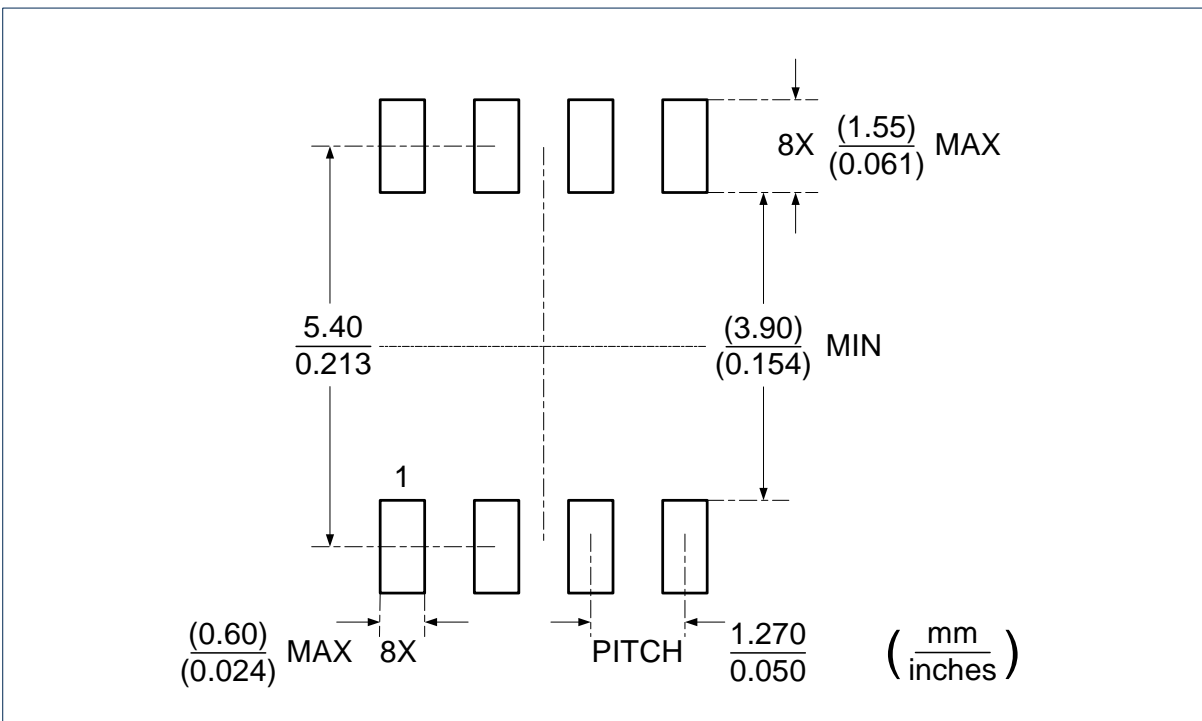 8X (1.55) MAX
(0.061)
5.40
0.213
(3.90) MIN
(0.154)
1
(0.60) MAX 8X
(0.024)
PITCH 1.270
0.050
(mm
inches)